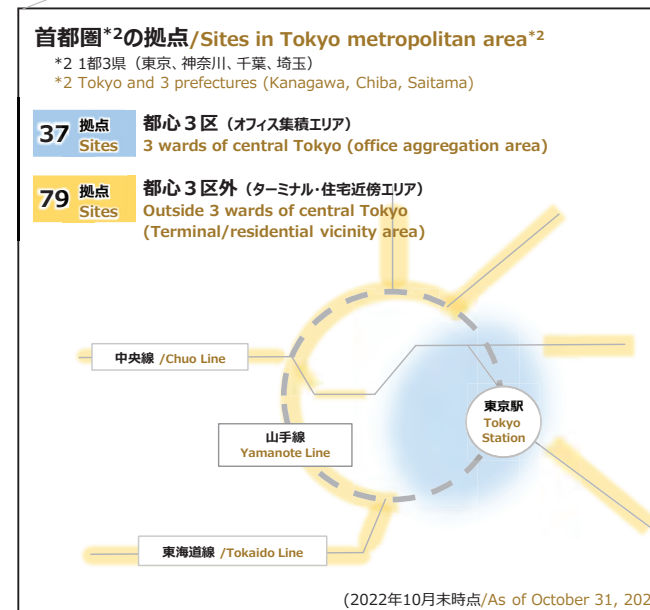 首都圏*2の拠点/Sites in Tokyo metropolitan area*2
*2 1都3県（東京、神奈川、千葉、埼玉）
*2 Tokyo and 3 prefectures (Kanagawa, Chiba, Saitama)
37 拠点 Sites
都心３区（オフィス集積エリア）
3 wards of central Tokyo (office aggregation area)
79 拠点 Sites
都心３区外（ターミナル・住宅近傍エリア）
Outside 3 wards of central Tokyo
(Terminal/residential vicinity area)
中央線 /Chuo Line
東京駅
Tokyo
Station
山手線
Yamanote Line
東海道線 /Tokaido Line
(2022年10月末時点/As of October 31, 202